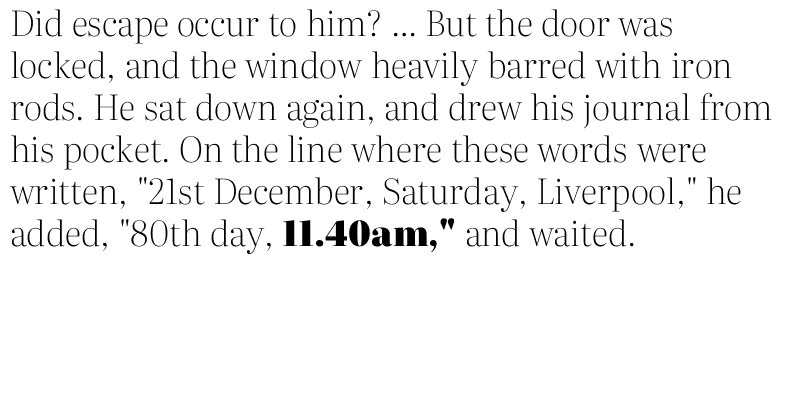 Did escape occur to him? ... But the door was
locked, and the window heavily barred with iron
rods. He sat down again, and drew his journal from
his pocket. On the line where these words were
written, "21st December, Saturday, Liverpool," he
added, "80th day, 11.40am," and waited.